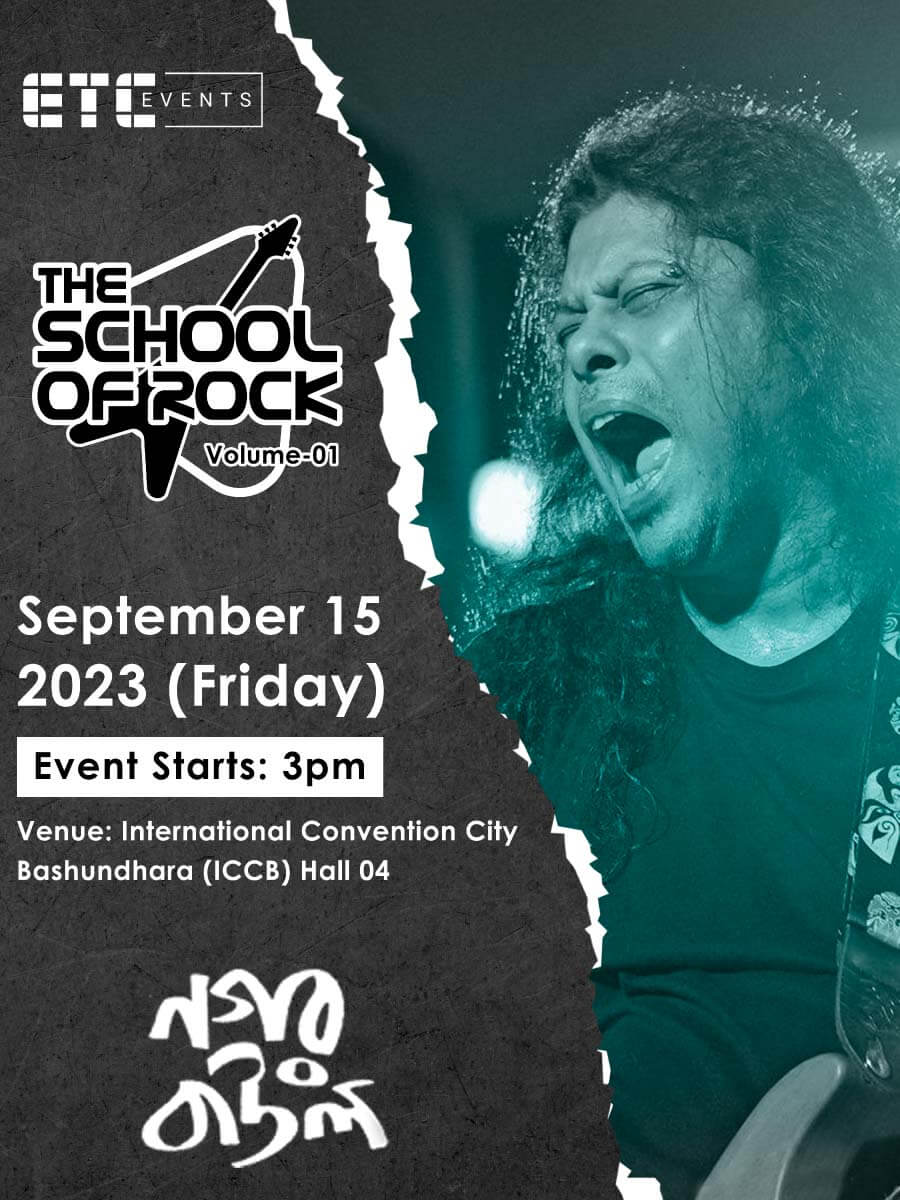 ETC EVENTS
THE
SCHOOL
OF ROCK
Volume-01
September 15
2023 (Friday)
Event Starts: 3pm
Venue: International Convention City
Bashundhara (ICCB) Hall 04
নগর
বাউল